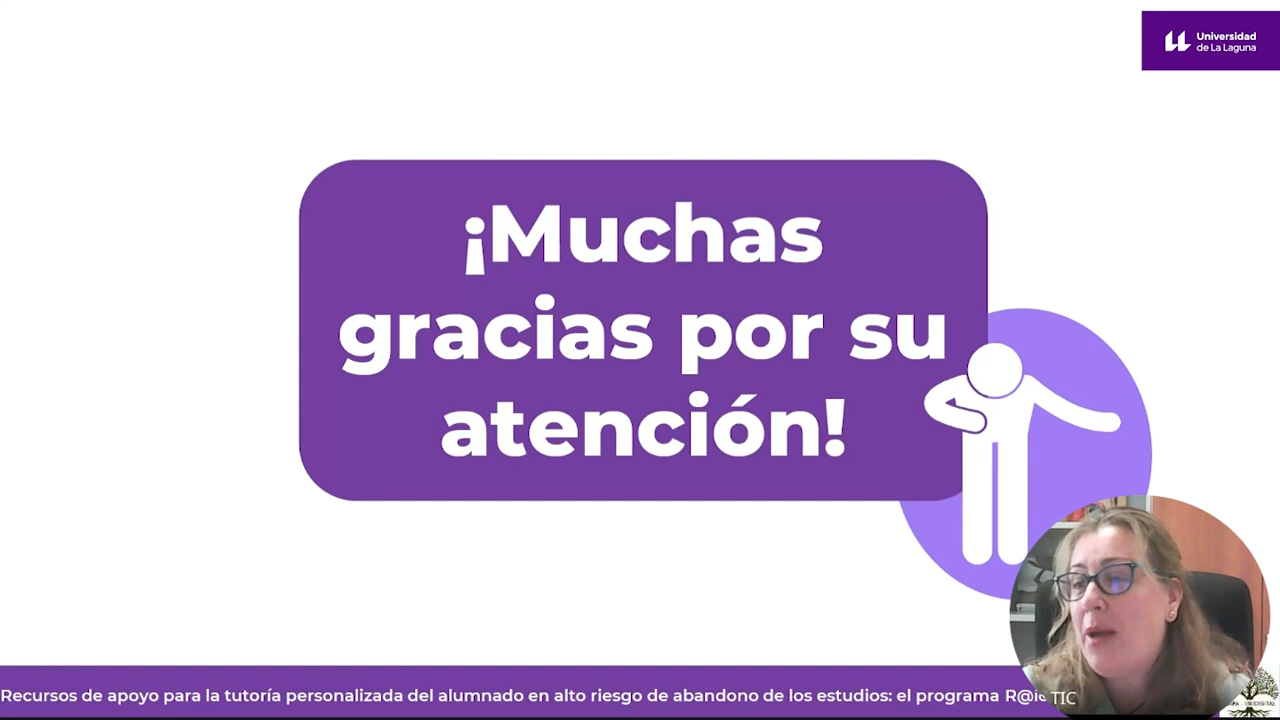 Universidad
de La Laguna
¡Muchas
gracias por su
atención!
Recursos de apoyo para la tutoría personalizada del alumnado en alto riesgo de abandono de los estudios: el programa TIC